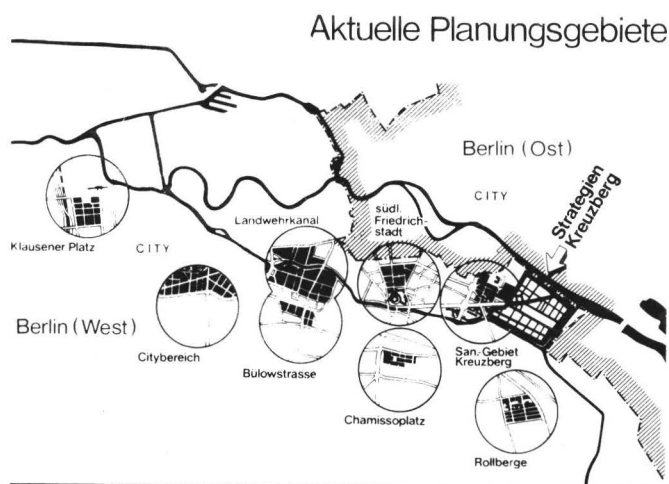 Aktuelle Planungsgebiete
Berlin (Ost)
CITY
Strategien
Kreuzberg
südl.
Friedrich-
stadt
Landwehrkanal
Klausener Platz
CITY
Berlin (West)
Citybereich
Bülowstrasse
San.-Gebiet
Kreuzberg
Chamissoplatz
Rollberge